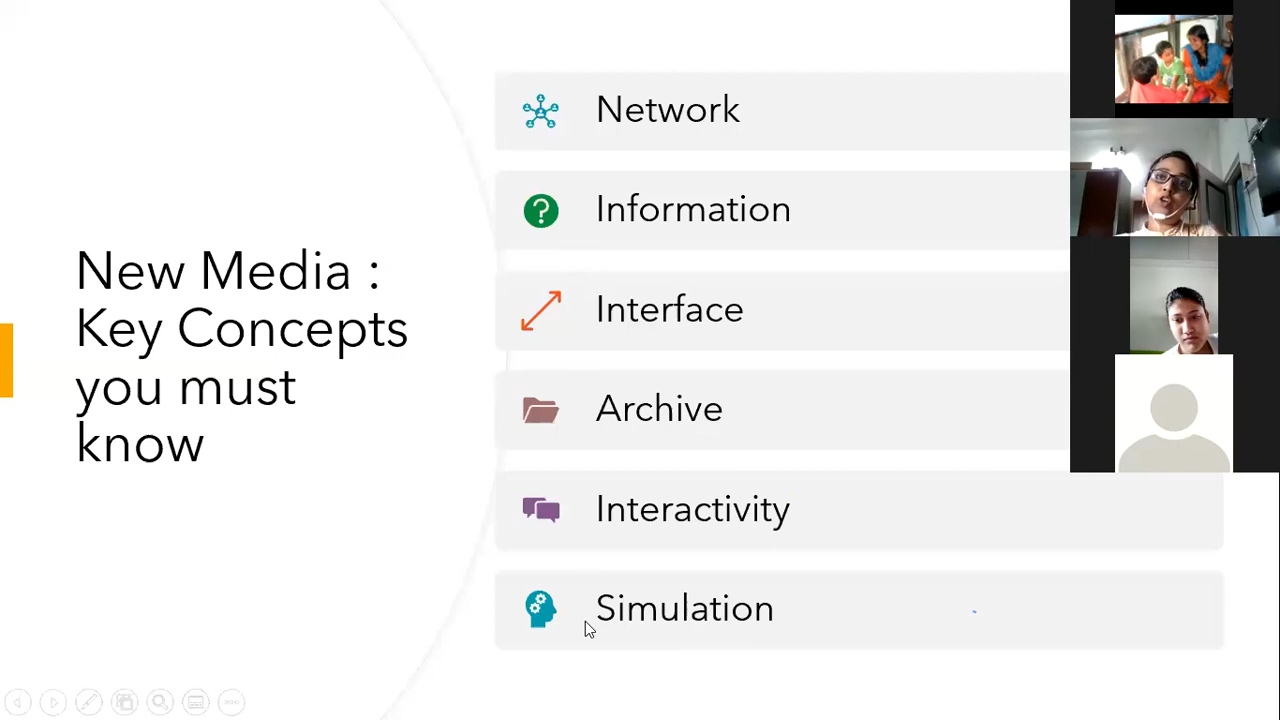 New Media :
Key Concepts
you must
know
Network
Information
Interface
Archive
Interactivity
Simulation